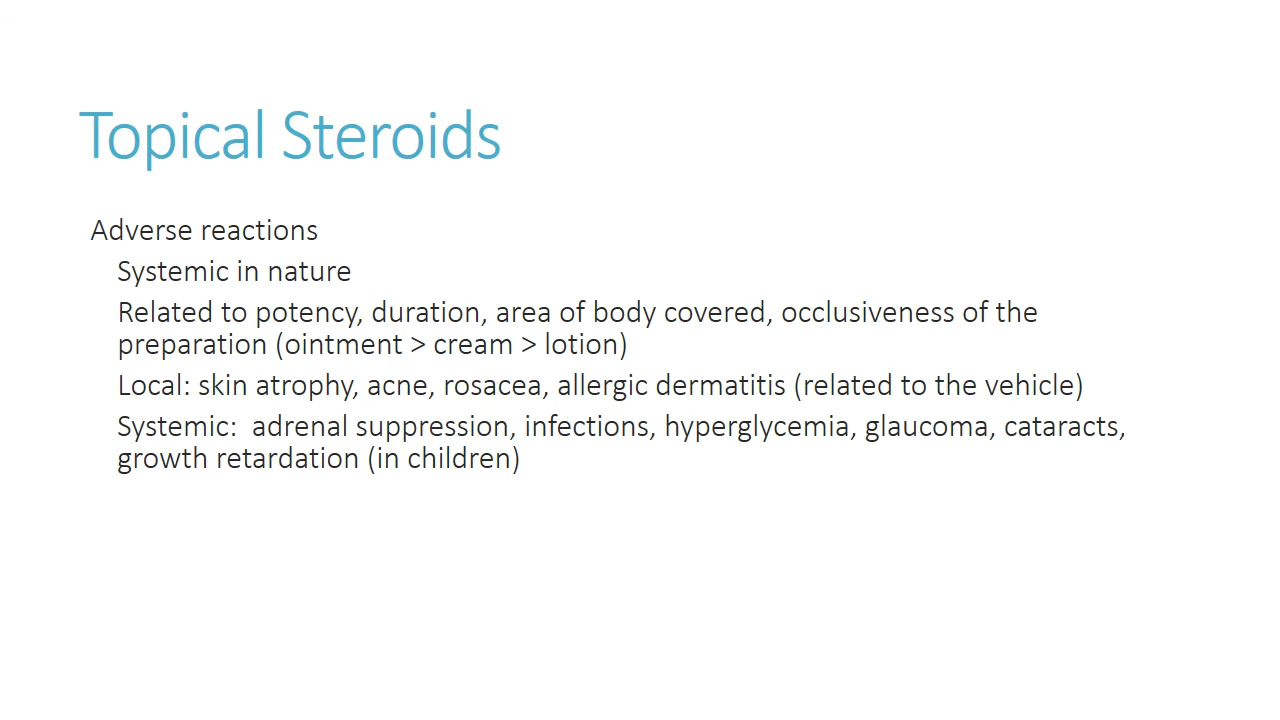 Topical Steroids
Adverse reactions
Systemic in nature
Related to potency, duration, area of body covered, occlusiveness of the
preparation (ointment > cream > lotion)
Local: skin atrophy, acne, rosacea, allergic dermatitis (related to the vehicle)
Systemic:  adrenal suppression, infections, hyperglycemia, glaucoma, cataracts,
growth retardation (in children)